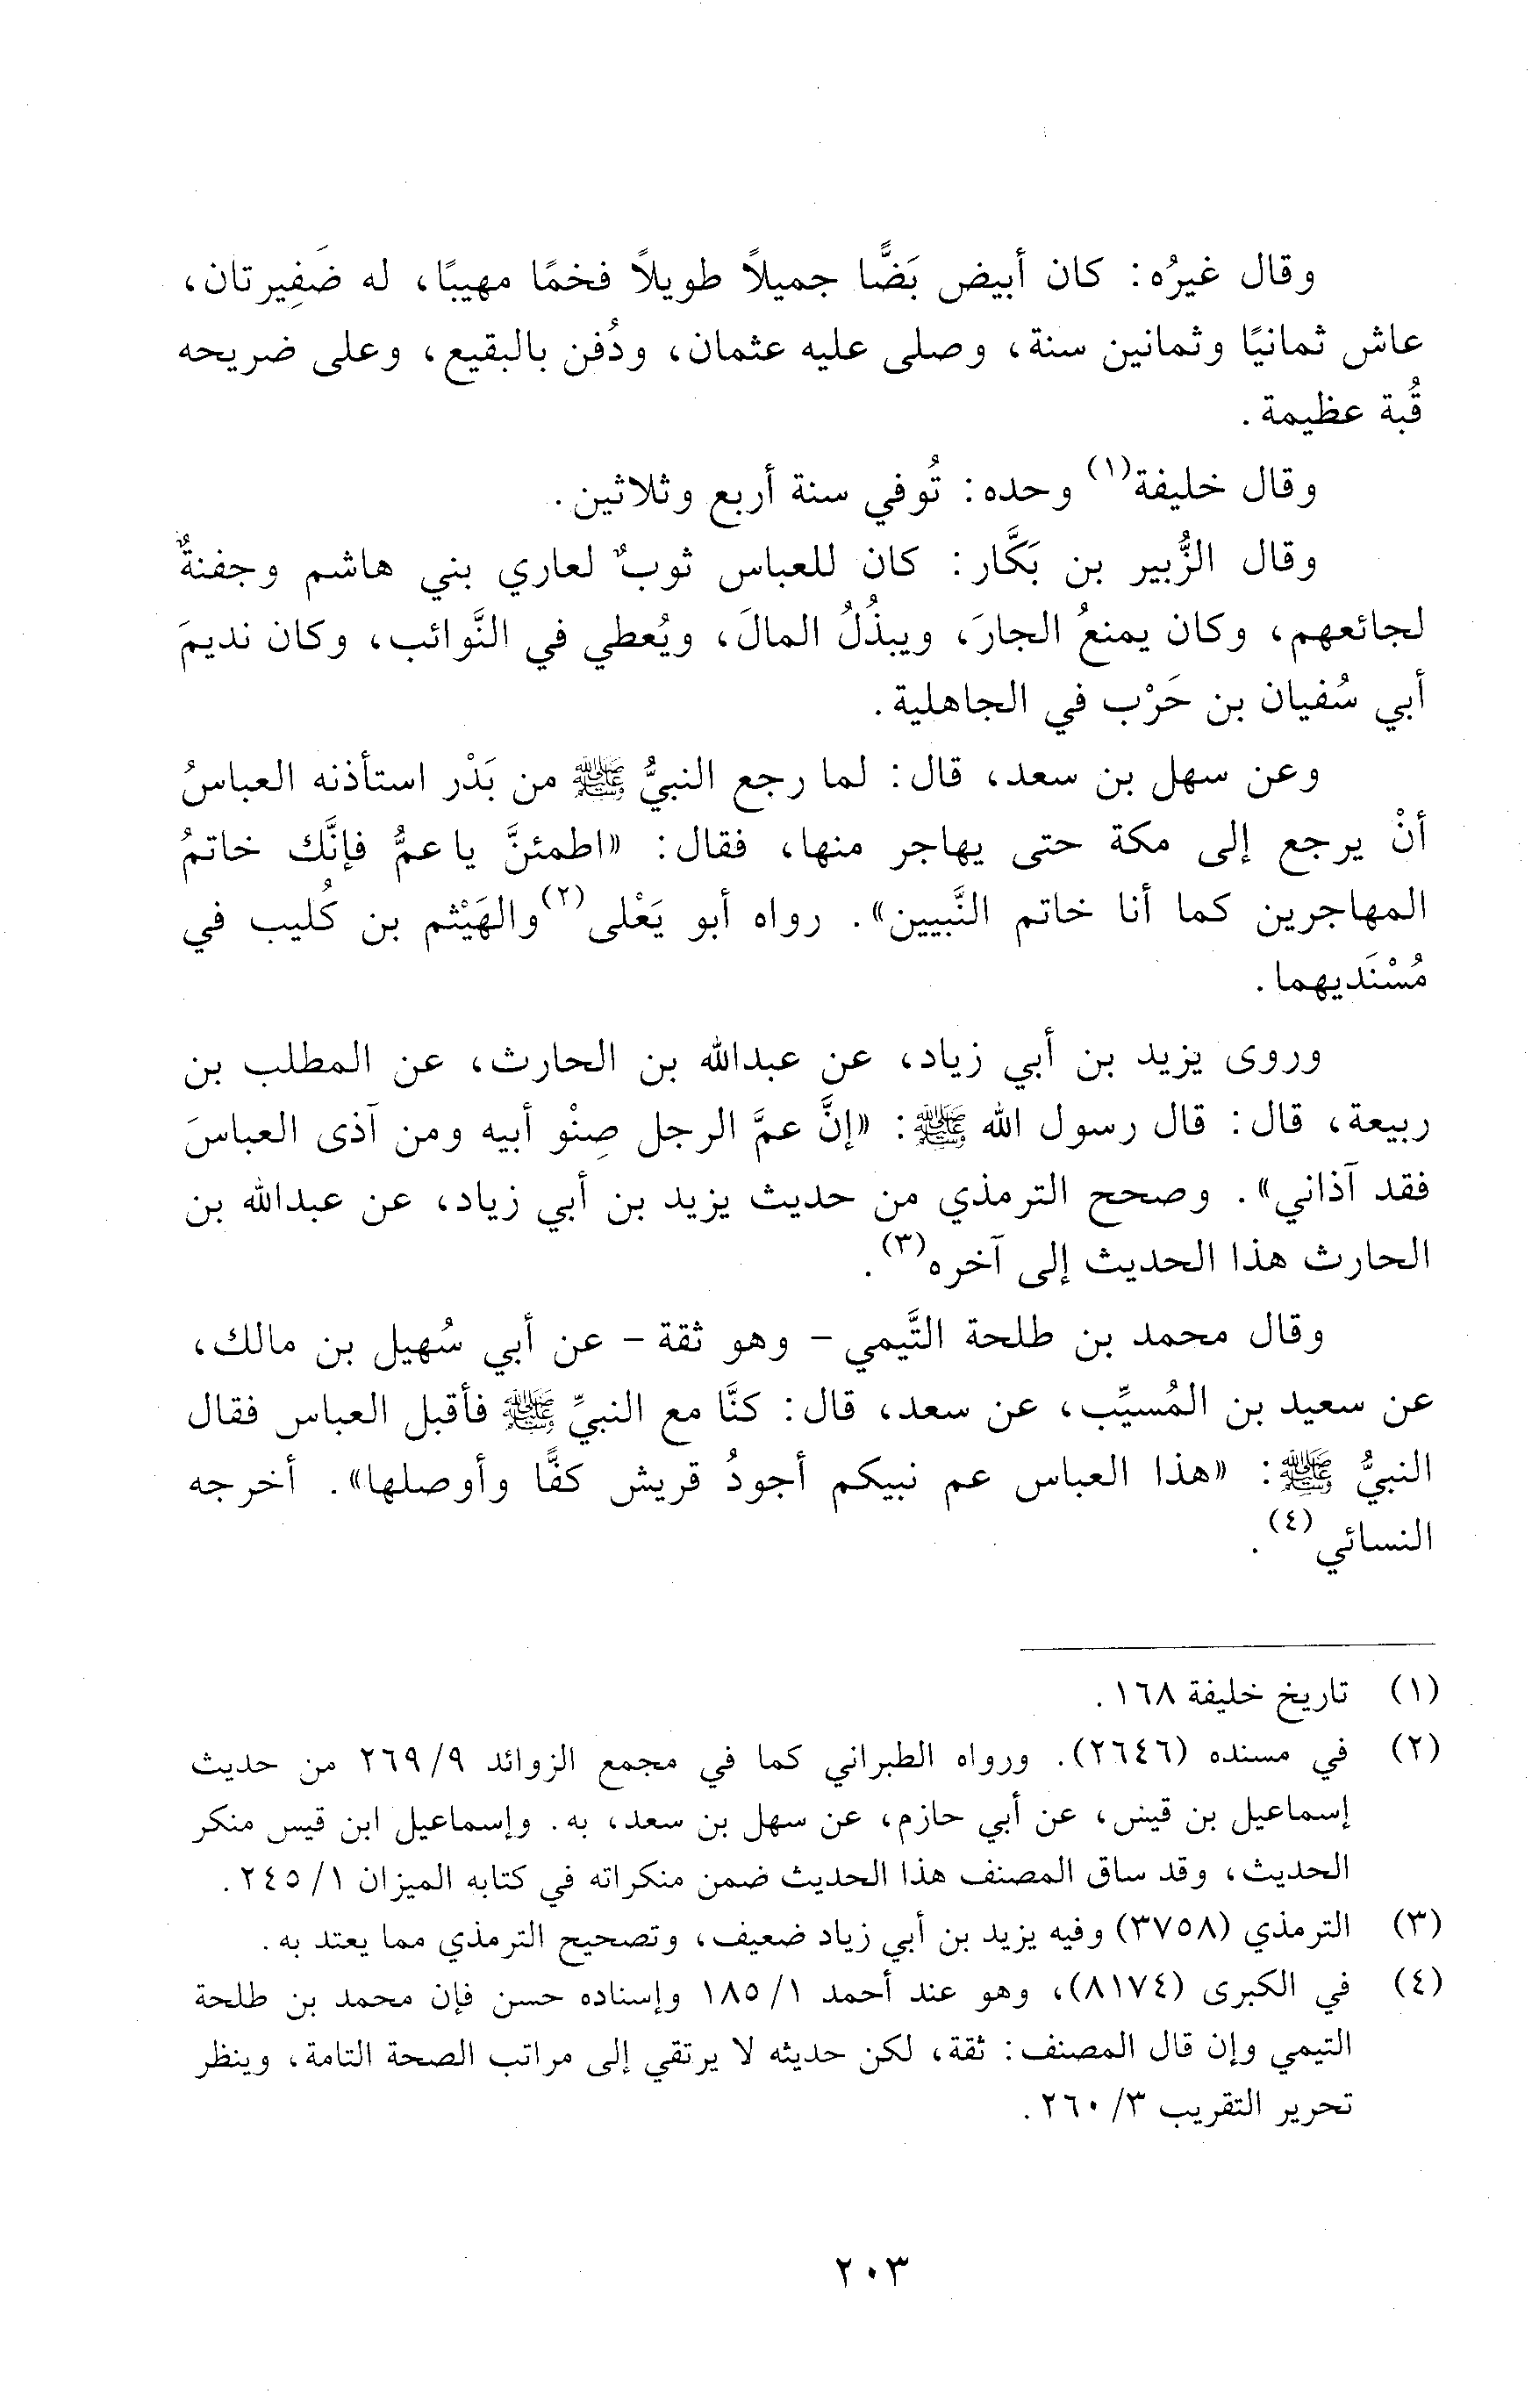 وقال غيرُه: كان أبيض بَضًّا جميلاً طويلاً فخمًا مهيبًا، له ضَفِيرتان،
عاش ثمانيًا وثمانين سنة، وصلى عليه عثمان، ودُفن بالبقيع، وعلى ضريحه
قُبة عظيمة.
وقال خليفة(١) وحده: تُوفي سنة أربع وثلاثين.
وقال الزُّبير بن بَكَّار: كان للعباس ثوبٌ لعاري بني هاشم وجفنةٌ
لجائعهم، وكان يمنعُ الجارَ، ويبذُلُ المالَ، ويُعطي في النَّوائب، وكان نديمَ
أبي سُفيان بن حَرْب في الجاهلية.
وعن سهل بن سعد، قال: لما رجع النبيُّ ﷺ من بَدْر استأذنه العباسُ
أنْ يرجع إلى مكة حتى يهاجر منها، فقال: «اطمئنَّ يا عمُّ فإنَّك خاتمُ
المهاجرين كما أنا خاتم النَّبيين». رواه أبو يَعْلى(٢) والهَيْثم بن كُليب في
مُسْنَديهما.
وروى يزيد بن أبي زياد، عن عبدالله بن الحارث، عن المطلب بن
ربيعة، قال: قال رسول الله ﷺ: «إنَّ عمَّ الرجل صِنْو أبيه ومن آذى العباسَ
فقد آذاني». وصحح الترمذي من حديث يزيد بن أبي زياد، عن عبدالله بن
الحارث هذا الحديث إلى آخره(٣).
وقال محمد بن طلحة التَّيمي - وهو ثقة - عن أبي سُهيل بن مالك،
عن سعيد بن المُسيِّب، عن سعد، قال: كنَّا مع النبيِّ ﷺ فأقبل العباس فقال
النبيُّ ﷺ: «هذا العباس عم نبيكم أجودُ قريش كفًّا وأوصلها». أخرجه
النسائي(٤).
(١) تاريخ خليفة ١٦٨.
(٢) في مسنده (٢٦٤٦). ورواه الطبراني كما في مجمع الزوائد ٩/ ٢٦٩ من حديث
إسماعيل بن قيس، عن أبي حازم، عن سهل بن سعد، به. وإسماعيل ابن قيس منكر
الحديث، وقد ساق المصنف هذا الحديث ضمن منكراته في كتابه الميزان ١/ ٢٤٥.
(٣) الترمذي (٣٧٥٨) وفيه يزيد بن أبي زياد ضعيف، وتصحيح الترمذي مما يعتد به.
(٤) في الكبرى (٨١٧٤)، وهو عند أحمد ١/ ١٨٥ وإسناده حسن فإن محمد بن طلحة
التيمي وإن قال المصنف: ثقة، لكن حديثه لا يرتقي إلى مراتب الصحة التامة، وينظر
تحرير التقريب ٣/ ٢٦٠.
٢٠٣